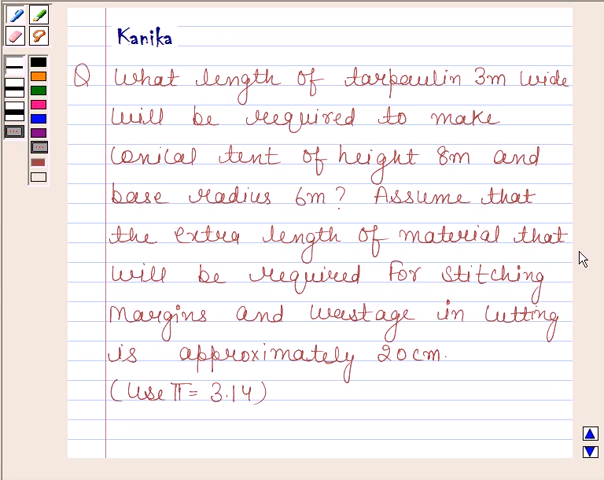 Kanika
Q What length of tarpaulin 3m wide
will be required to make
conical tent of height 8m and
base radius 6m? Assume that
the extra length of material that
will be required for stitching
margins and wastage in cutting
is approximately 20cm.
(Use π = 3.14)